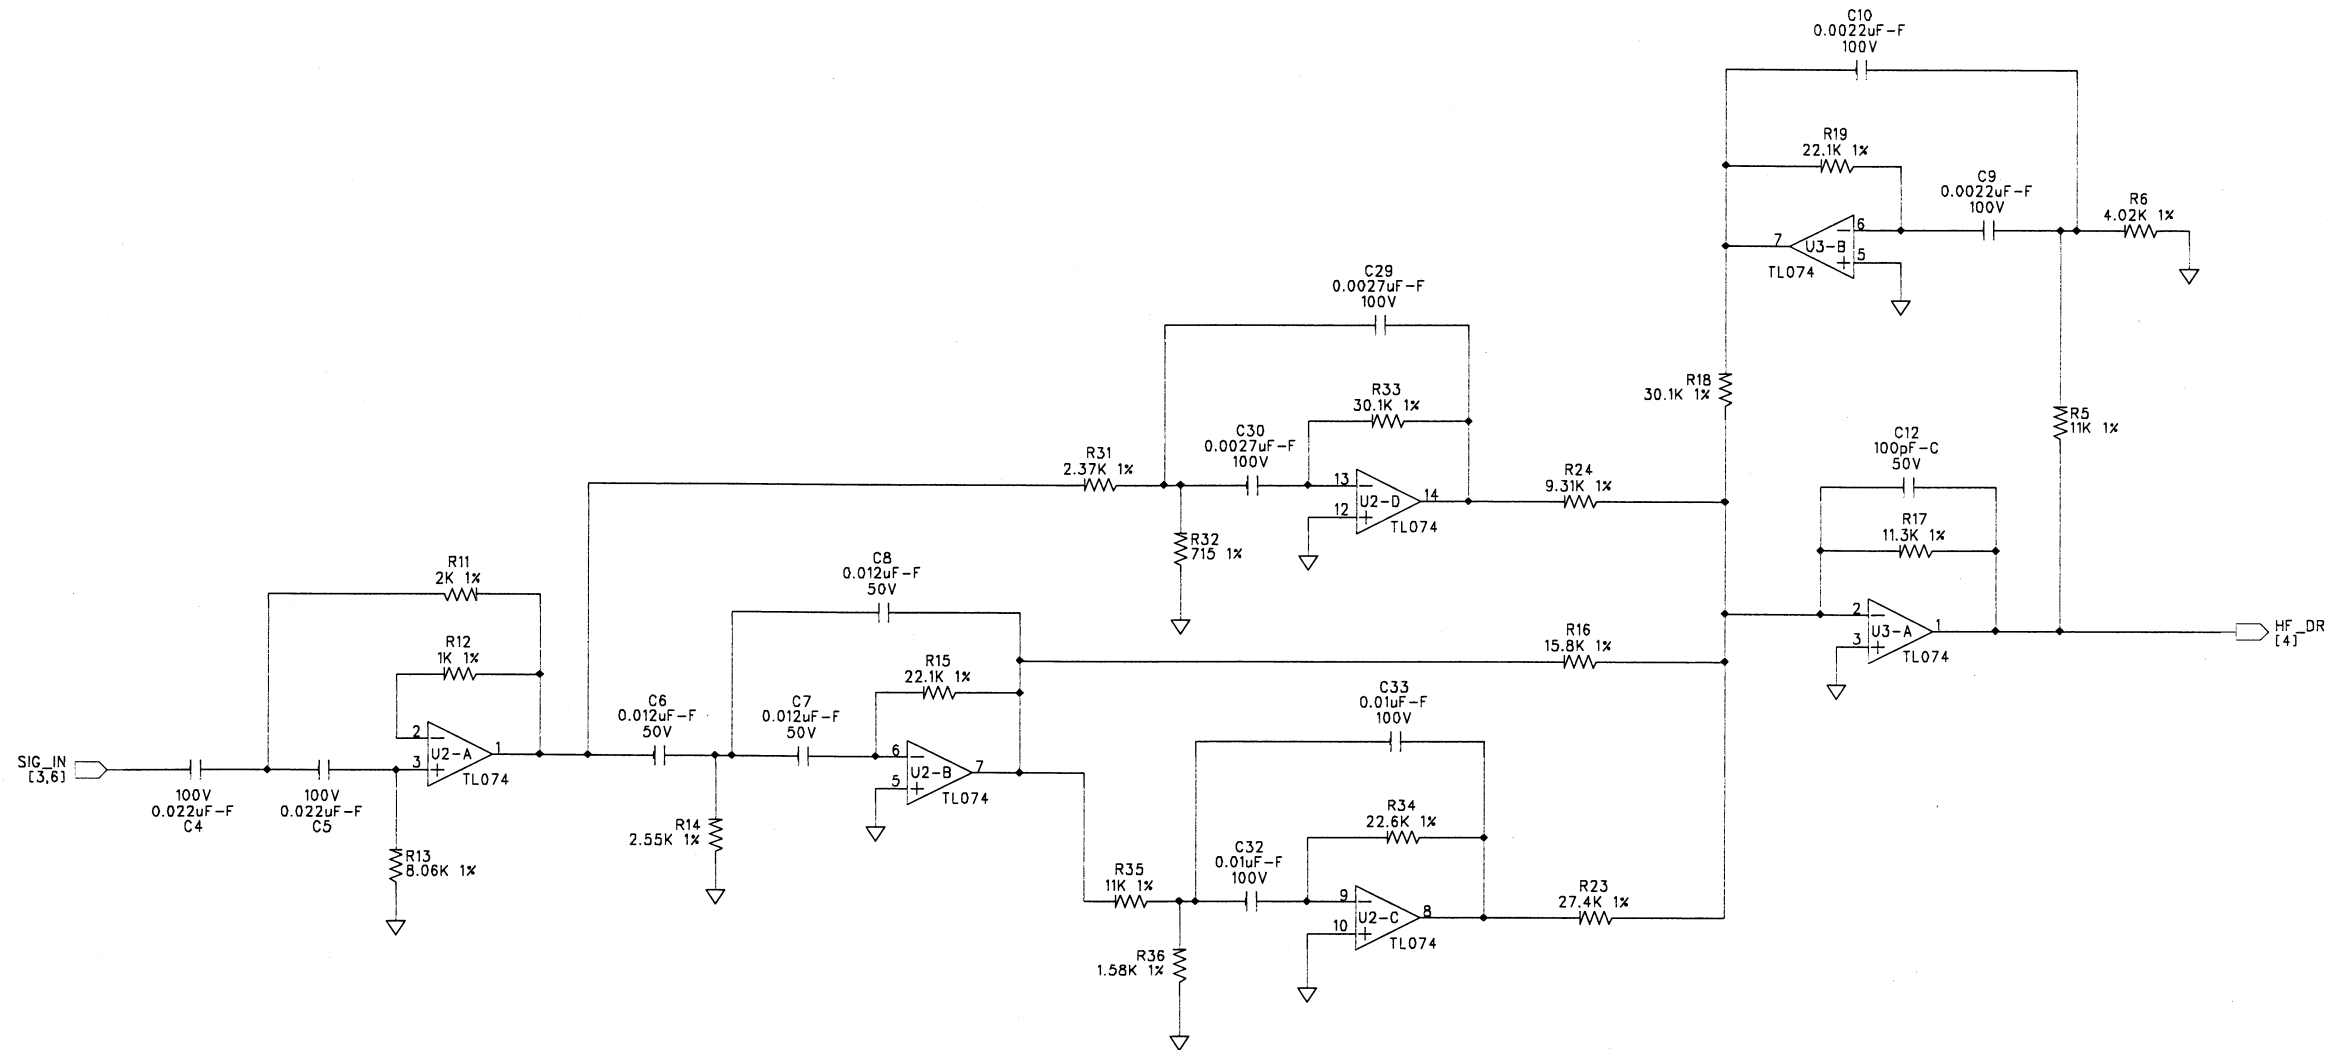 C10
0.0022uF-F
100V
R19
22.1K 1%
C9
0.0022uF-F
100V
R6
4.02K 1%
7
U3-B
6
5
TL074
C29
0.0027uF-F
100V
R33
30.1K 1%
R18
30.1K 1%
R5
11K 1%
C30
0.0027uF-F
100V
R31
2.37K 1%
13
12
U2-D
14
TL074
R24
9.31K 1%
C12
100pF-C
50V
R17
11.3K 1%
R32
715 1%
R11
2K 1%
C8
0.012uF-F
50V
R12
1K 1%
R15
22.1K 1%
R16
15.8K 1%
2
3
U3-A
1
TL074
HF_DR
[4]
C6
0.012uF-F
50V
C7
0.012uF-F
50V
C33
0.01uF-F
100V
SIG_IN
[3,6]
2
3
U2-A
1
TL074
6
5
U2-B
7
TL074
100V
0.022uF-F
C4
100V
0.022uF-F
C5
R13
8.06K 1%
R14
2.55K 1%
R34
22.6K 1%
C32
0.01uF-F
100V
R35
11K 1%
9
10
U2-C
8
TL074
R23
27.4K 1%
R36
1.58K 1%